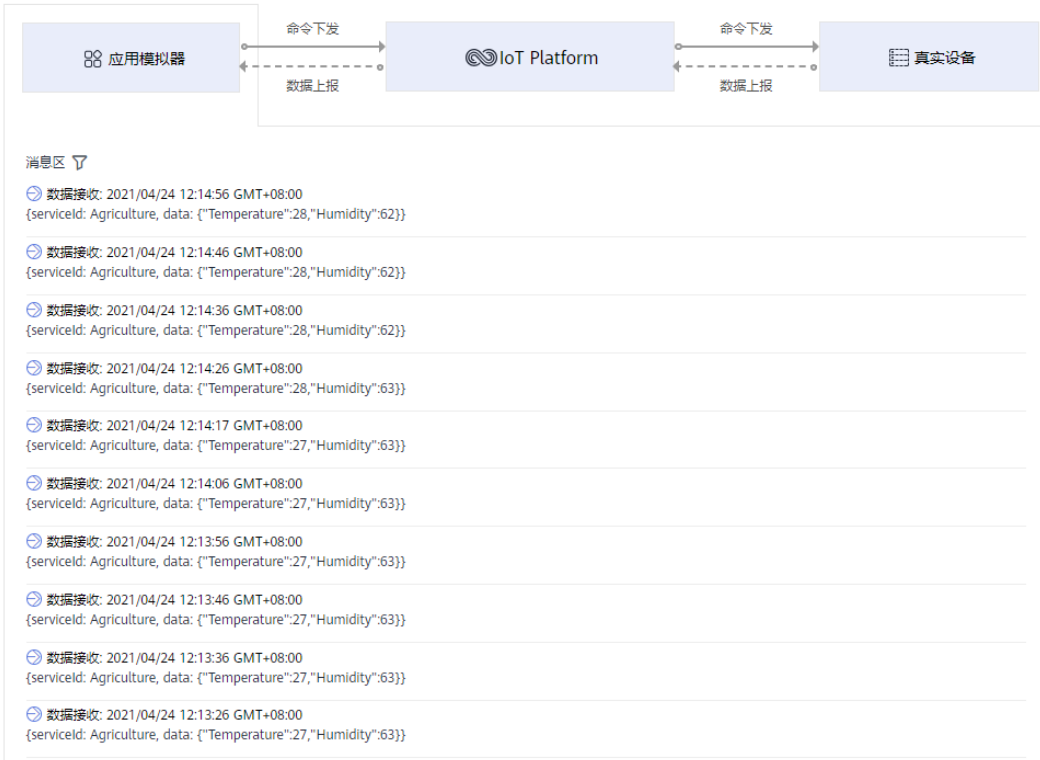 命令下发
命令下发
应用模拟器
IoT Platform
真实设备
数据上报
数据上报
消息区
数据接收: 2021/04/24 12:14:56 GMT+08:00
{serviceId: Agriculture, data: {"Temperature":28,"Humidity":62}}
数据接收: 2021/04/24 12:14:46 GMT+08:00
{serviceId: Agriculture, data: {"Temperature":28,"Humidity":62}}
数据接收: 2021/04/24 12:14:36 GMT+08:00
{serviceId: Agriculture, data: {"Temperature":28,"Humidity":62}}
数据接收: 2021/04/24 12:14:26 GMT+08:00
{serviceId: Agriculture, data: {"Temperature":28,"Humidity":63}}
数据接收: 2021/04/24 12:14:17 GMT+08:00
{serviceId: Agriculture, data: {"Temperature":27,"Humidity":63}}
数据接收: 2021/04/24 12:14:06 GMT+08:00
{serviceId: Agriculture, data: {"Temperature":27,"Humidity":63}}
数据接收: 2021/04/24 12:13:56 GMT+08:00
{serviceId: Agriculture, data: {"Temperature":27,"Humidity":63}}
数据接收: 2021/04/24 12:13:46 GMT+08:00
{serviceId: Agriculture, data: {"Temperature":27,"Humidity":63}}
数据接收: 2021/04/24 12:13:36 GMT+08:00
{serviceId: Agriculture, data: {"Temperature":27,"Humidity":63}}
数据接收: 2021/04/24 12:13:26 GMT+08:00
{serviceId: Agriculture, data: {"Temperature":27,"Humidity":63}}